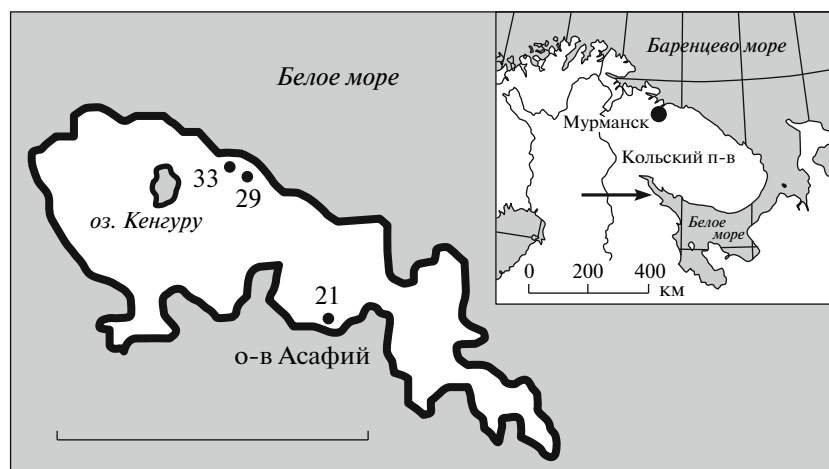 Белое море
33
29
оз. Кенгуру
21
о-в Асафий
Баренцево море
Мурманск
Кольский п-в
Белое
море
0 200 400
км